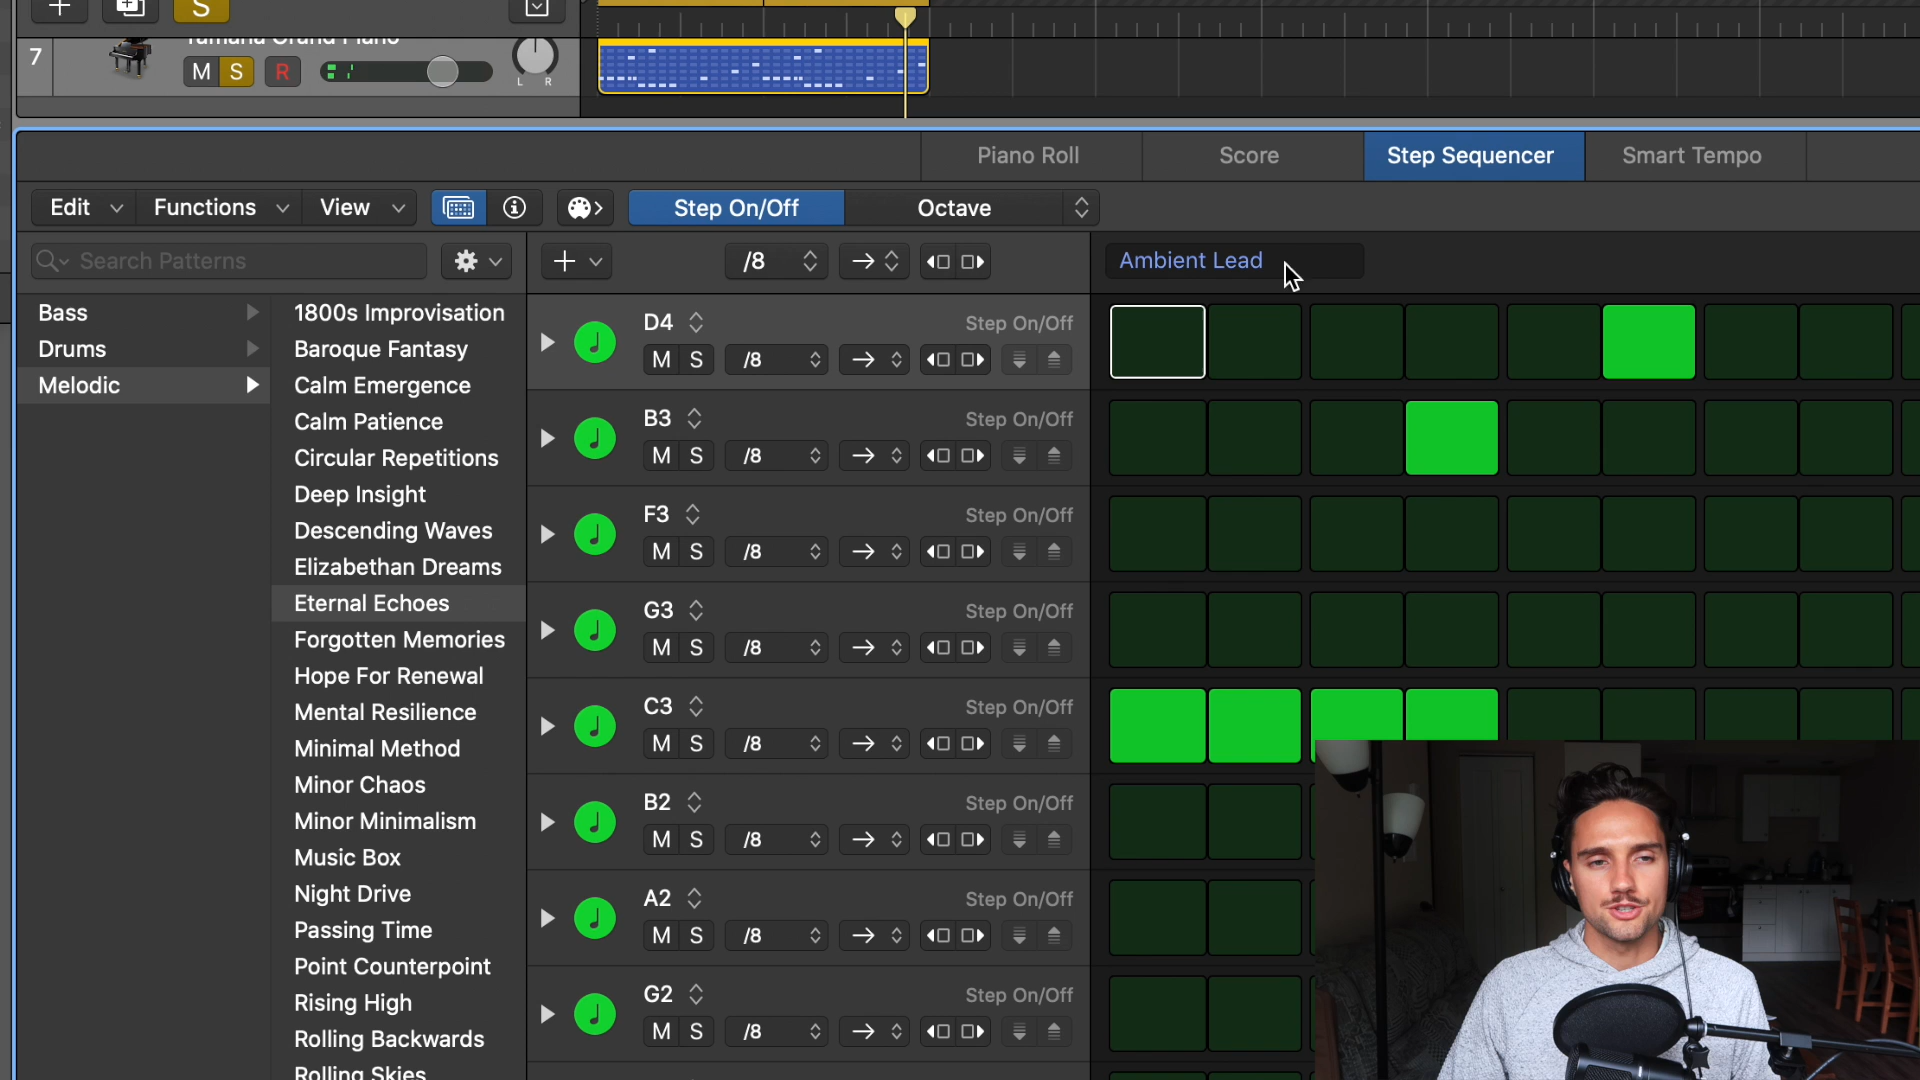 S
7
Yamaha Grand Piano
M S R
L R
Piano Roll Score Step Sequencer Smart Tempo
Edit Functions View Step On/Off Octave
Search Patterns /8 Ambient Lead
Bass
Drums
Melodic
1800s Improvisation
Baroque Fantasy
Calm Emergence
Calm Patience
Circular Repetitions
Deep Insight
Descending Waves
Elizabethan Dreams
Eternal Echoes
Forgotten Memories
Hope For Renewal
Mental Resilience
Minimal Method
Minor Chaos
Minor Minimalism
Music Box
Night Drive
Passing Time
Point Counterpoint
Rising High
Rolling Backwards
Rolling Skies
D4 Step On/Off
M S /8
B3 Step On/Off
M S /8
F3 Step On/Off
M S /8
G3 Step On/Off
M S /8
C3 Step On/Off
M S /8
B2 Step On/Off
M S /8
A2 Step On/Off
M S /8
G2 Step On/Off
M S /8